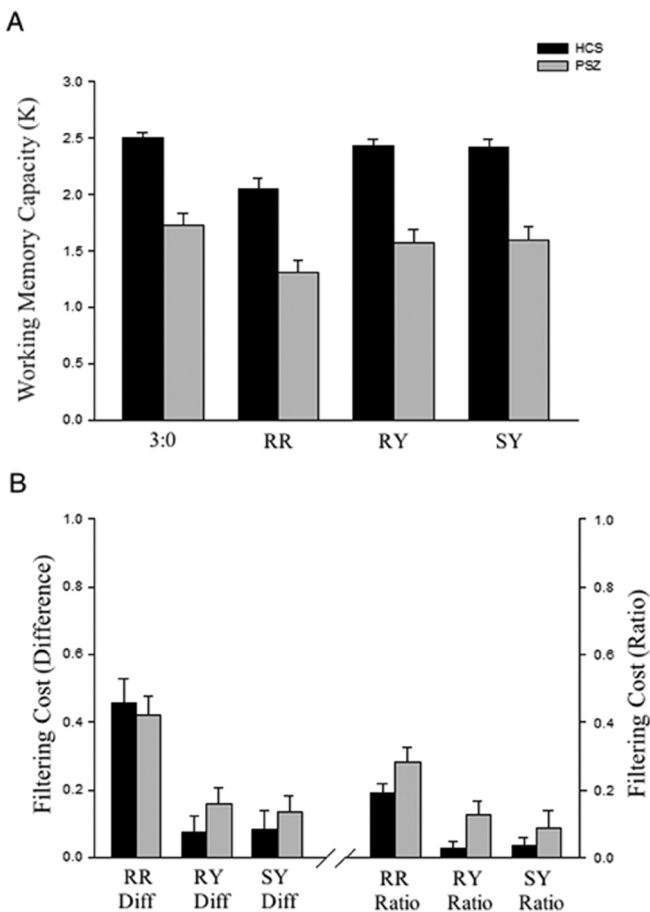 A
HCS
PSZ
Working Memory Capacity (K)
3.0
2.5
2.0
1.5
1.0
0.5
0.0
3:0 RR RY SY
B
Filtering Cost (Difference)
1.0
0.8
0.6
0.4
0.2
0.0
1.0
0.8
0.6
0.4
0.2
0.0
Filtering Cost (Ratio)
RR RY SY RR RY SY
Diff Diff Diff Ratio Ratio Ratio